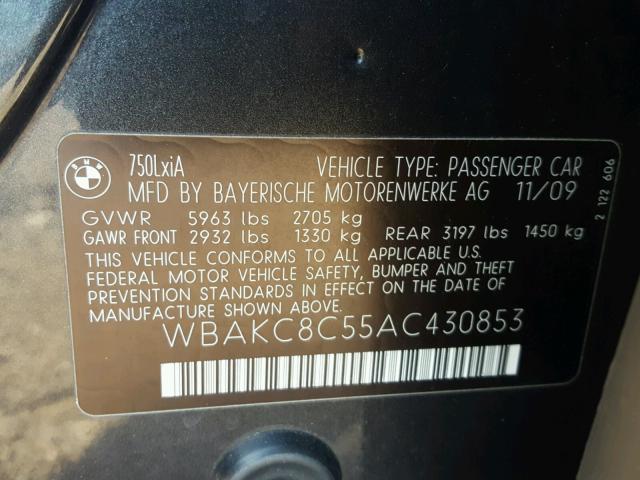 BMW
750LxiA VEHICLE TYPE: PASSENGER CAR
MFD BY BAYERISCHE MOTORENWERKE AG 11/09
GVWR 5963 lbs 2705 kg
GAWR FRONT 2932 lbs 1330 kg REAR 3197 lbs 1450 kg
THIS VEHICLE CONFORMS TO ALL APPLICABLE U.S.
FEDERAL MOTOR VEHICLE SAFETY, BUMPER AND THEFT
PREVENTION STANDARDS IN EFFECT ON THE DATE OF
MANUFACTURE SHOWN ABOVE.
WBAKC8C55AC430853
2 122 606